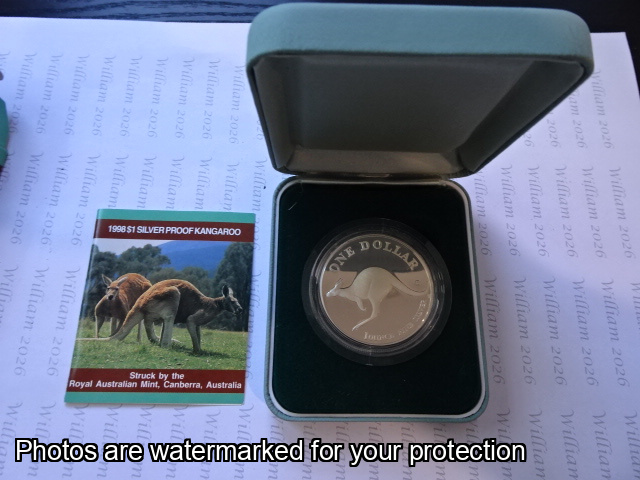 William 2026
1998 $1 SILVER PROOF KANGAROO
Struck by the
Royal Australian Mint, Canberra, Australia
ONE DOLLAR
Photos are watermarked for your protection